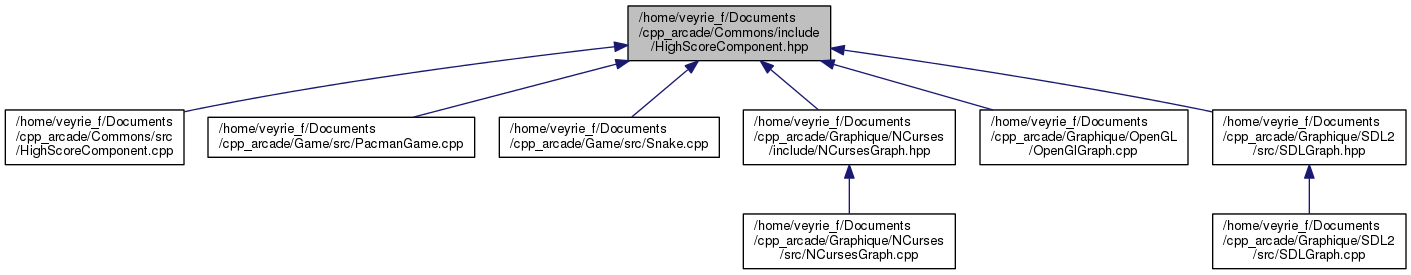 /home/veyrie_f/Documents
/cpp_arcade/Commons/include
/HighScoreComponent.hpp
/home/veyrie_f/Documents
/cpp_arcade/Commons/src
/HighScoreComponent.cpp
/home/veyrie_f/Documents
/cpp_arcade/Game/src/PacmanGame.cpp
/home/veyrie_f/Documents
/cpp_arcade/Game/src/Snake.cpp
/home/veyrie_f/Documents
/cpp_arcade/Graphique/NCurses
/include/NCursesGraph.hpp
/home/veyrie_f/Documents
/cpp_arcade/Graphique/OpenGL
/OpenGlGraph.cpp
/home/veyrie_f/Documents
/cpp_arcade/Graphique/SDL2
/src/SDLGraph.hpp
/home/veyrie_f/Documents
/cpp_arcade/Graphique/NCurses
/src/NCursesGraph.cpp
/home/veyrie_f/Documents
/cpp_arcade/Graphique/SDL2
/src/SDLGraph.cpp